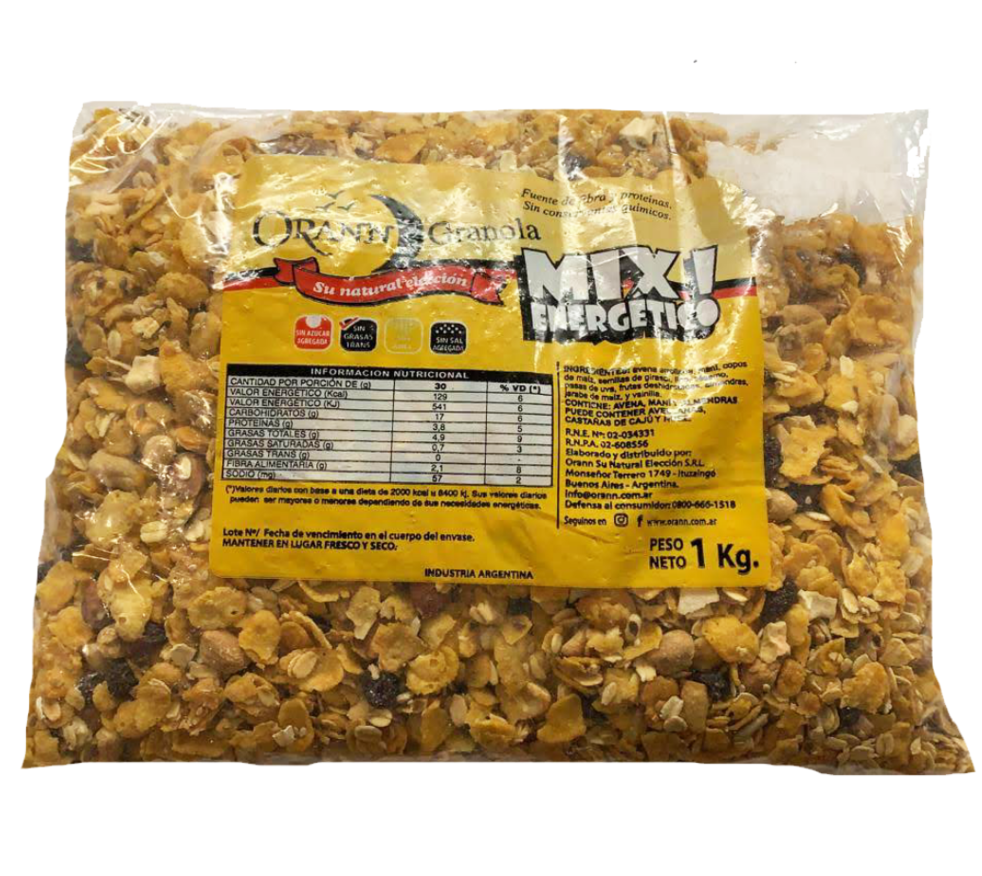 ORANN Granola
Su natural elección
Fuente de fibra y proteínas.
Sin conservantes químicos.
MIX!
ENERGÉTICO
SIN AZUCAR
AGREGADA
SIN
GRASAS
TRANS
SIN SAL
AGREGADA
INFORMACION NUTRICIONAL
CANTIDAD POR PORCIÓN DE (g) 30 % VD (*)
VALOR ENERGÉTICO (Kcal) 129 6
VALOR ENERGÉTICO (KJ) 541 6
CARBOHIDRATOS (g) 17 6
PROTEÍNAS (g) 3,8 5
GRASAS TOTALES (g) 4,9 9
GRASAS SATURADAS (g) 0,7 3
GRASAS TRANS (g) 0 -
FIBRA ALIMENTARIA (g) 2,1 8
SODIO (mg) 57 2
(*)Valores diarios con base a una dieta de 2000 kcal u 8400 kj. Sus valores diarios
pueden ser mayores o menores dependiendo de sus necesidades energéticas.
Lote Nº/ Fecha de vencimiento en el cuerpo del envase.
MANTENER EN LUGAR FRESCO Y SECO.
INDUSTRIA ARGENTINA
INGREDIENTES: avena maní, copos
de maíz, semillas de girasol,
pasas de uva, frutas deshidratadas, almendras,
jarabe de maíz, y vainilla.
CONTIENE: AVENA, MANÍ, ALMENDRAS
PUEDE CONTENER AVELLANAS,
CASTAÑAS DE CAJÚ Y
R.N.E. Nº: 02-034331
R.N.P.A. 02-608556
Elaborado y distribuido por:
Orann Su Natural Elección S.R.L.
Monseñor Terrero 1749 - Ituzaingó
Buenos Aires - Argentina.
info@orann.com.ar
Defensa al consumidor: 0800-666-1518
Seguinos en www.orann.com.ar
PESO
NETO 1 Kg.